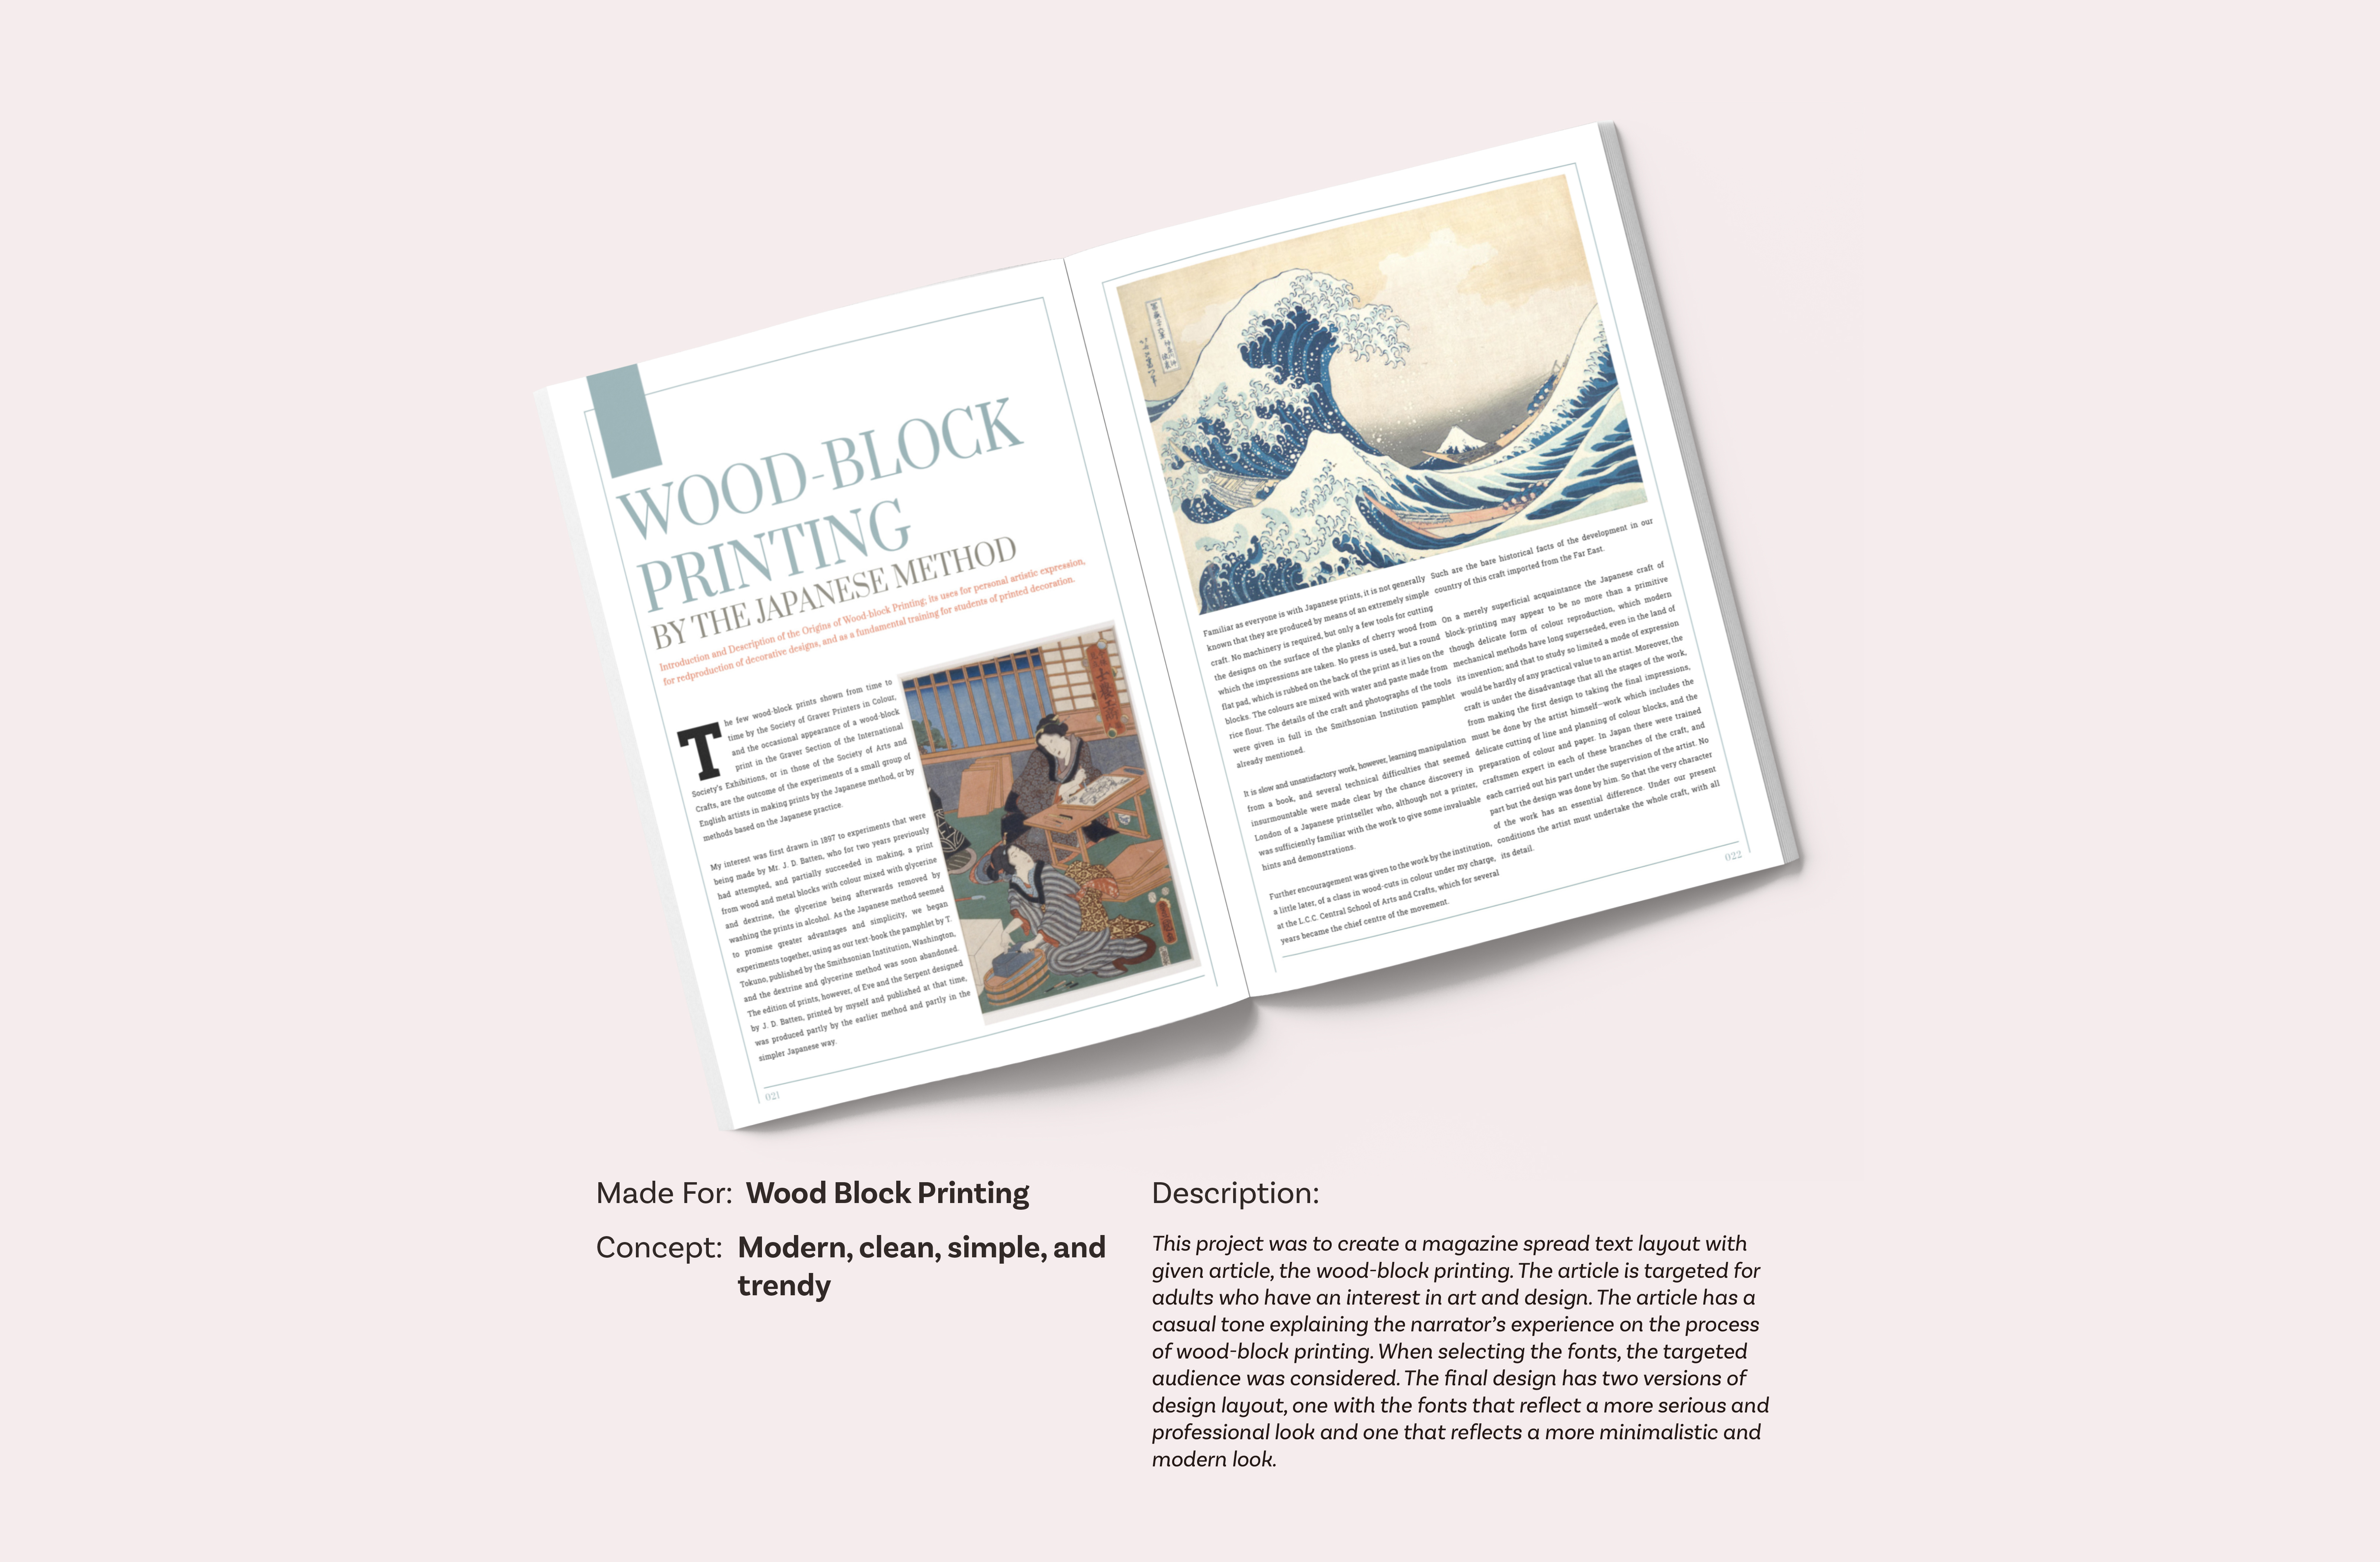 WOOD-BLOCK
PRINTING
BY THE JAPANESE METHOD
Introduction and Description of the Origins of Wood-block Printing; its uses for personal artistic expression,
for redproduction of decorative designs, and as a fundamental training for students of printed decoration.
The few wood-block prints shown from time to
time by the Society of Graver Printers in Colour,
and the occasional appearance of a wood-block
print in the Graver Section of the International
Society's Exhibitions, or in those of the Society of Arts and
Crafts, are the outcome of the experiments of a small group of
English artists in making prints by the Japanese method, or by
methods based on the Japanese practice.
My interest was first drawn in 1897 to experiments that were
being made by Mr. J. D. Batten, who for two years previously
had attempted, and partially succeeded in making, a print
from wood and metal blocks with colour mixed with glycerine
and dextrine, the glycerine being afterwards removed by
washing the prints in alcohol. As the Japanese method seemed
to promise greater advantages and simplicity, we began
experiments together, using as our text-book the pamphlet by T.
Tokuno, published by the Smithsonian Institution, Washington,
and the dextrine and glycerine method was soon abandoned.
The edition of prints, however, of Eve and the Serpent designed
by J. D. Batten, printed by myself and published at that time,
was produced partly by the earlier method and partly in the
simpler Japanese way.
021
Familiar as everyone is with Japanese prints, it is not generally
known that they are produced by means of an extremely simple
craft. No machinery is required, but only a few tools for cutting
the designs on the surface of the planks of cherry wood from
which the impressions are taken. No press is used, but a round
flat pad, which is rubbed on the back of the print as it lies on the
blocks. The colours are mixed with water and paste made from
rice flour. The details of the craft and photographs of the tools
were given in full in the Smithsonian Institution pamphlet
already mentioned.
It is slow and unsatisfactory work, however, learning manipulation
from a book, and several technical difficulties that seemed
insurmountable were made clear by the chance discovery in
London of a Japanese printseller who, although not a printer,
was sufficiently familiar with the work to give some invaluable
hints and demonstrations.
Further encouragement was given to the work by the institution,
a little later, of a class in wood-cuts in colour under my charge,
at the L.C.C. Central School of Arts and Crafts, which for several
years became the chief centre of the movement.
Such are the bare historical facts of the development in our
country of this craft imported from the Far East.
On a merely superficial acquaintance the Japanese craft of
block-printing may appear to be no more than a primitive
though delicate form of colour reproduction, which modern
mechanical methods have long superseded, even in the land of
its invention; and that to study so limited a mode of expression
would be hardly of any practical value to an artist. Moreover, the
craft is under the disadvantage that all the stages of the work,
from making the first design to taking the final impressions,
must be done by the artist himself—work which includes the
delicate cutting of line and planning of colour blocks, and the
preparation of colour and paper. In Japan there were trained
craftsmen expert in each of these branches of the craft, and
each carried out his part under the supervision of the artist. No
part but the design was done by him. So that the very character
of the work has an essential difference. Under our present
conditions the artist must undertake the whole craft, with all
its detail.
022
Made For: Wood Block Printing
Concept: Modern, clean, simple, and
trendy
Description:
This project was to create a magazine spread text layout with
given article, the wood-block printing. The article is targeted for
adults who have an interest in art and design. The article has a
casual tone explaining the narrator's experience on the process
of wood-block printing. When selecting the fonts, the targeted
audience was considered. The final design has two versions of
design layout, one with the fonts that reflect a more serious and
professional look and one that reflects a more minimalistic and
modern look.